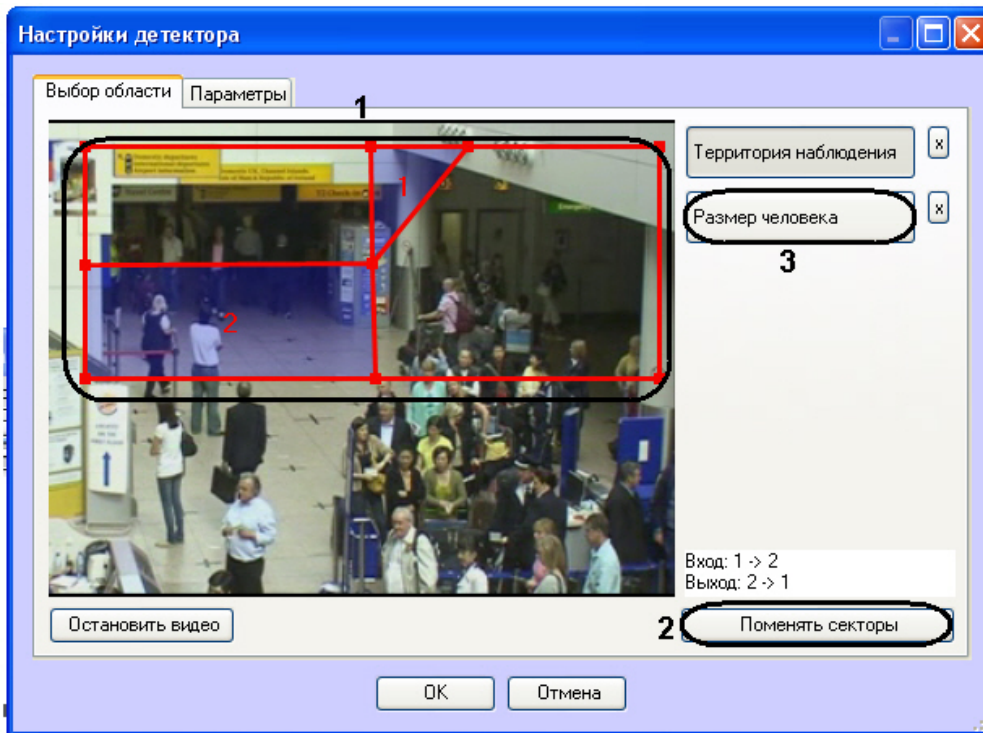 Настройки детектора
Выбор области
Параметры
1
Территория наблюдения
x
Размер человека
x
3
1
2
Вход: 1 -> 2
Выход: 2 -> 1
Остановить видео
2
Поменять секторы
OK
Отмена